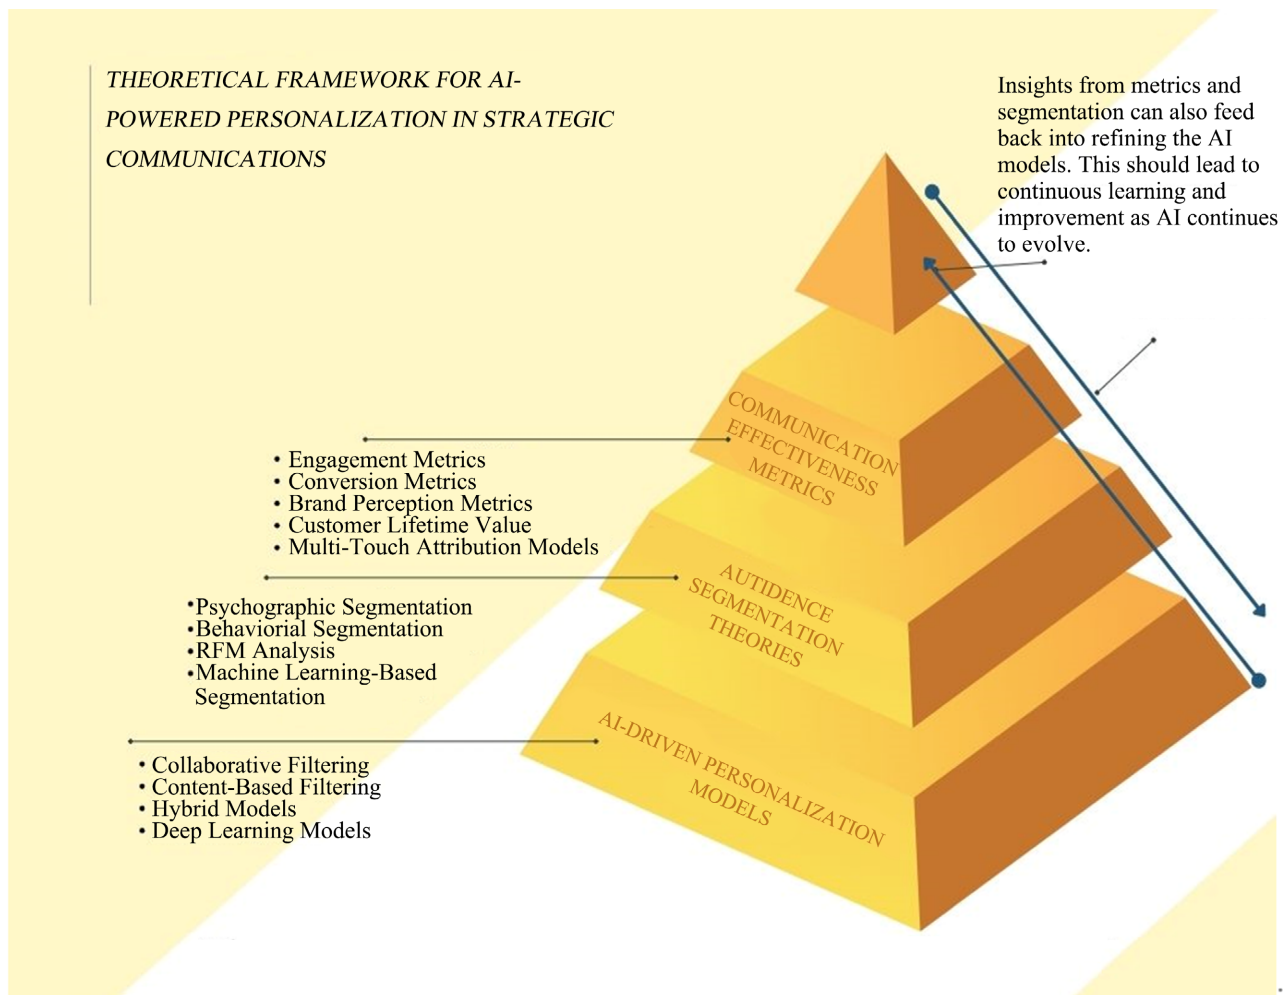 THEORETICAL FRAMEWORK FOR AI-
POWERED PERSONALIZATION IN STRATEGIC
COMMUNICATIONS
Insights from metrics and
segmentation can also feed
back into refining the AI
models. This should lead to
continuous learning and
improvement as AI continues
to evolve.
COMMUNICATION
EFFECTIVENESS
METRICS
• Engagement Metrics
• Conversion Metrics
• Brand Perception Metrics
• Customer Lifetime Value
• Multi-Touch Attribution Models
AUTIDENCE
SEGMENTATION
THEORIES
•Psychographic Segmentation
•Behaviorial Segmentation
•RFM Analysis
•Machine Learning-Based
Segmentation
AI-DRIVEN PERSONALIZATION
MODELS
• Collaborative Filtering
• Content-Based Filtering
• Hybrid Models
• Deep Learning Models